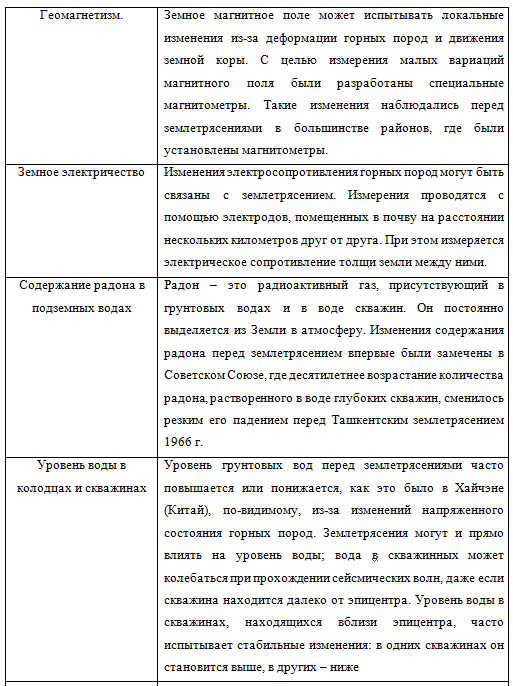 Геомагнетизм.
Земное магнитное поле может испытывать локальные
изменения из-за деформации горных пород и движения
земной коры. С целью измерения малых вариаций
магнитного поля были разработаны специальные
магнитометры. Такие изменения наблюдались перед
землетрясениями в большинстве районов, где были
установлены магнитометры.
Земное электричество
Изменения электросопротивления горных пород могут быть
связаны с землетрясением. Измерения проводятся с
помощью электродов, помещенных в почву на расстоянии
нескольких километров друг от друга. При этом измеряется
электрическое сопротивление толщи земли между ними.
Содержание радона в
подземных водах
Радон – это радиоактивный газ, присутствующий в
грунтовых водах и в воде скважин. Он постоянно
выделяется из Земли в атмосферу. Изменения содержания
радона перед землетрясением впервые были замечены в
Советском Союзе, где десятилетнее возрастание количества
радона, растворенного в воде глубоких скважин, сменилось
резким его падением перед Ташкентским землетрясением
1966 г.
Уровень воды в
колодцах и скважинах
Уровень грунтовых вод перед землетрясениями часто
повышается или понижается, как это было в Хайчэне
(Китай), по-видимому, из-за изменений напряженного
состояния горных пород. Землетрясения могут и прямо
влиять на уровень воды; вода в скважинных может
колебаться при прохождении сейсмических волн, даже если
скважина находится далеко от эпицентра. Уровень воды в
скважинах, находящихся вблизи эпицентра, часто
испытывает стабильные изменения: в одних скважинах он
становится выше, в других – ниже